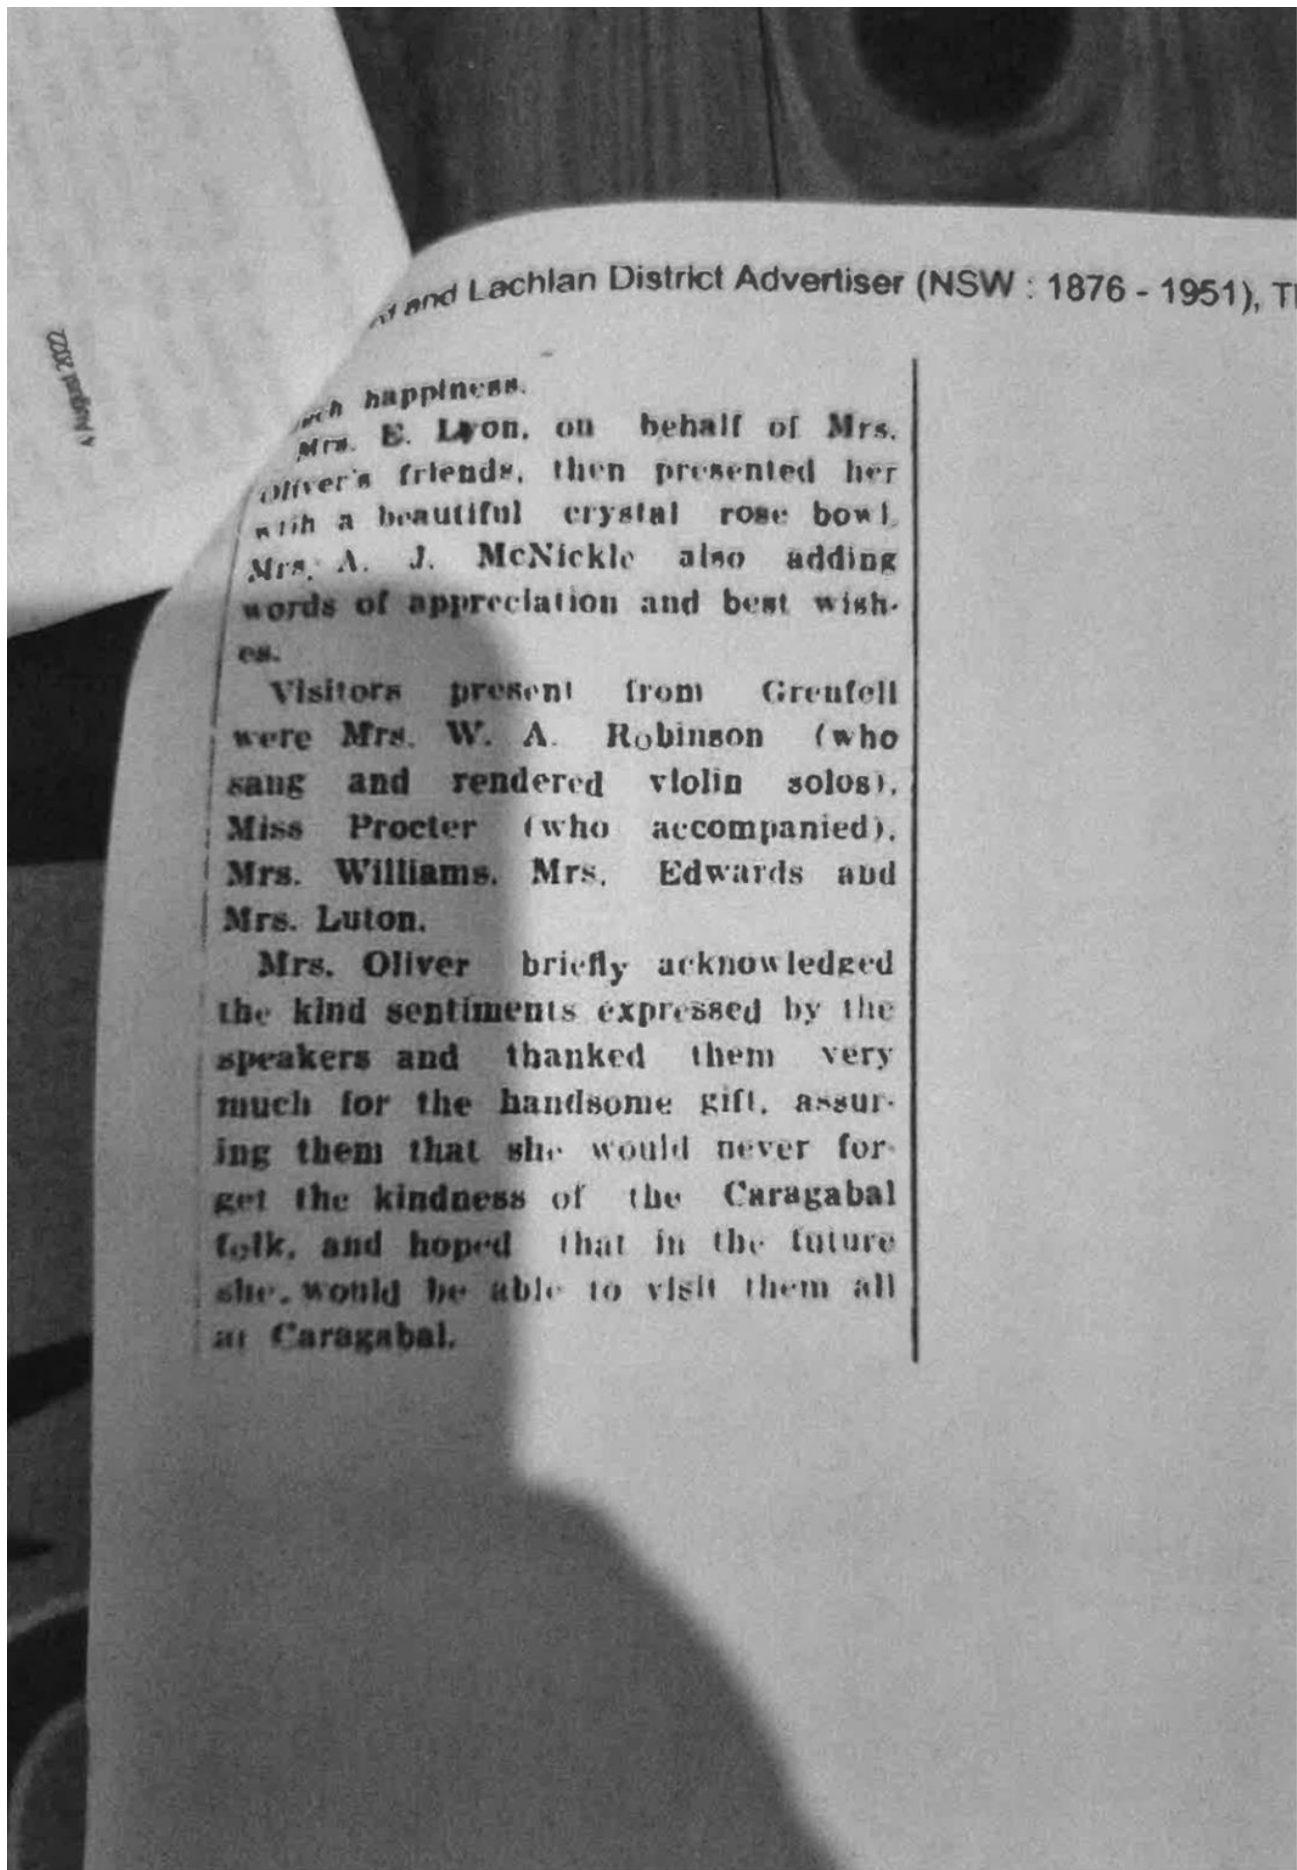 and Lachlan District Advertiser (NSW : 1876 - 1951),
August 2022
happiness.
Mrs. E. Lyon, on behalf of Mrs.
Oliver's friends, then presented her
with a beautiful crystal rose bowl,
Mrs. A. J. McNickle also adding
words of appreciation and best wish-
es.
Visitors present from Grenfell
were Mrs. W. A. Robinson (who
sang and rendered violin solos),
Miss Procter (who accompanied),
Mrs. Williams, Mrs. Edwards and
Mrs. Luton.
Mrs. Oliver briefly acknowledged
the kind sentiments expressed by the
speakers and thanked them very
much for the handsome gift, assur-
ing them that she would never for-
get the kindness of the Caragabal
folk, and hoped that in the future
she would be able to visit them all
at Caragabal.